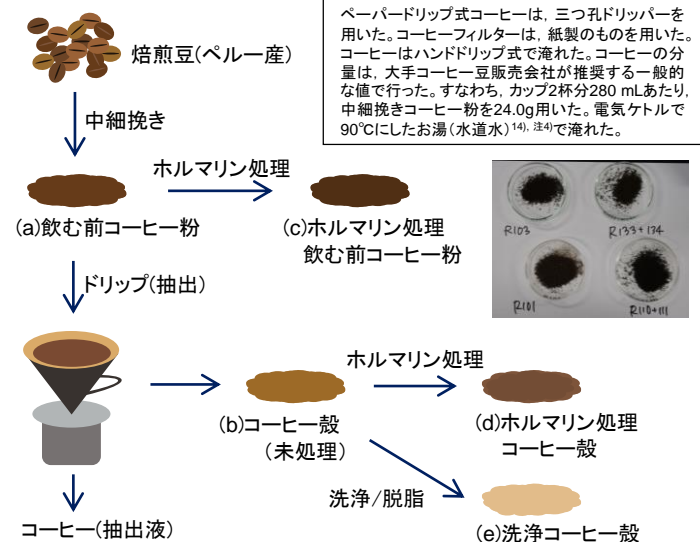 ペーパードリップ式コーヒーは，三つ孔ドリッパーを
用いた。コーヒーフィルターは，紙製のものを用いた。
コーヒーはハンドドリップ式で淹れた。コーヒーの分
量は，大手コーヒー豆販売会社が推奨する一般的
な値で行った。すなわち，カップ2杯分280 mLあたり，
中細挽きコーヒー粉を24.0g用いた。電気ケトルで
90℃にしたお湯（水道水）14), 注4)で淹れた。
焙煎豆(ペルー産)
中細挽き
ホルマリン処理
(a)飲む前コーヒー粉
(c)ホルマリン処理
飲む前コーヒー粉
R103
R133+134
R101
R110+111
ドリップ(抽出)
ホルマリン処理
(b)コーヒー殻
（未処理）
(d)ホルマリン処理
コーヒー殻
洗浄/脱脂
コーヒー(抽出液)
(e)洗浄コーヒー殻